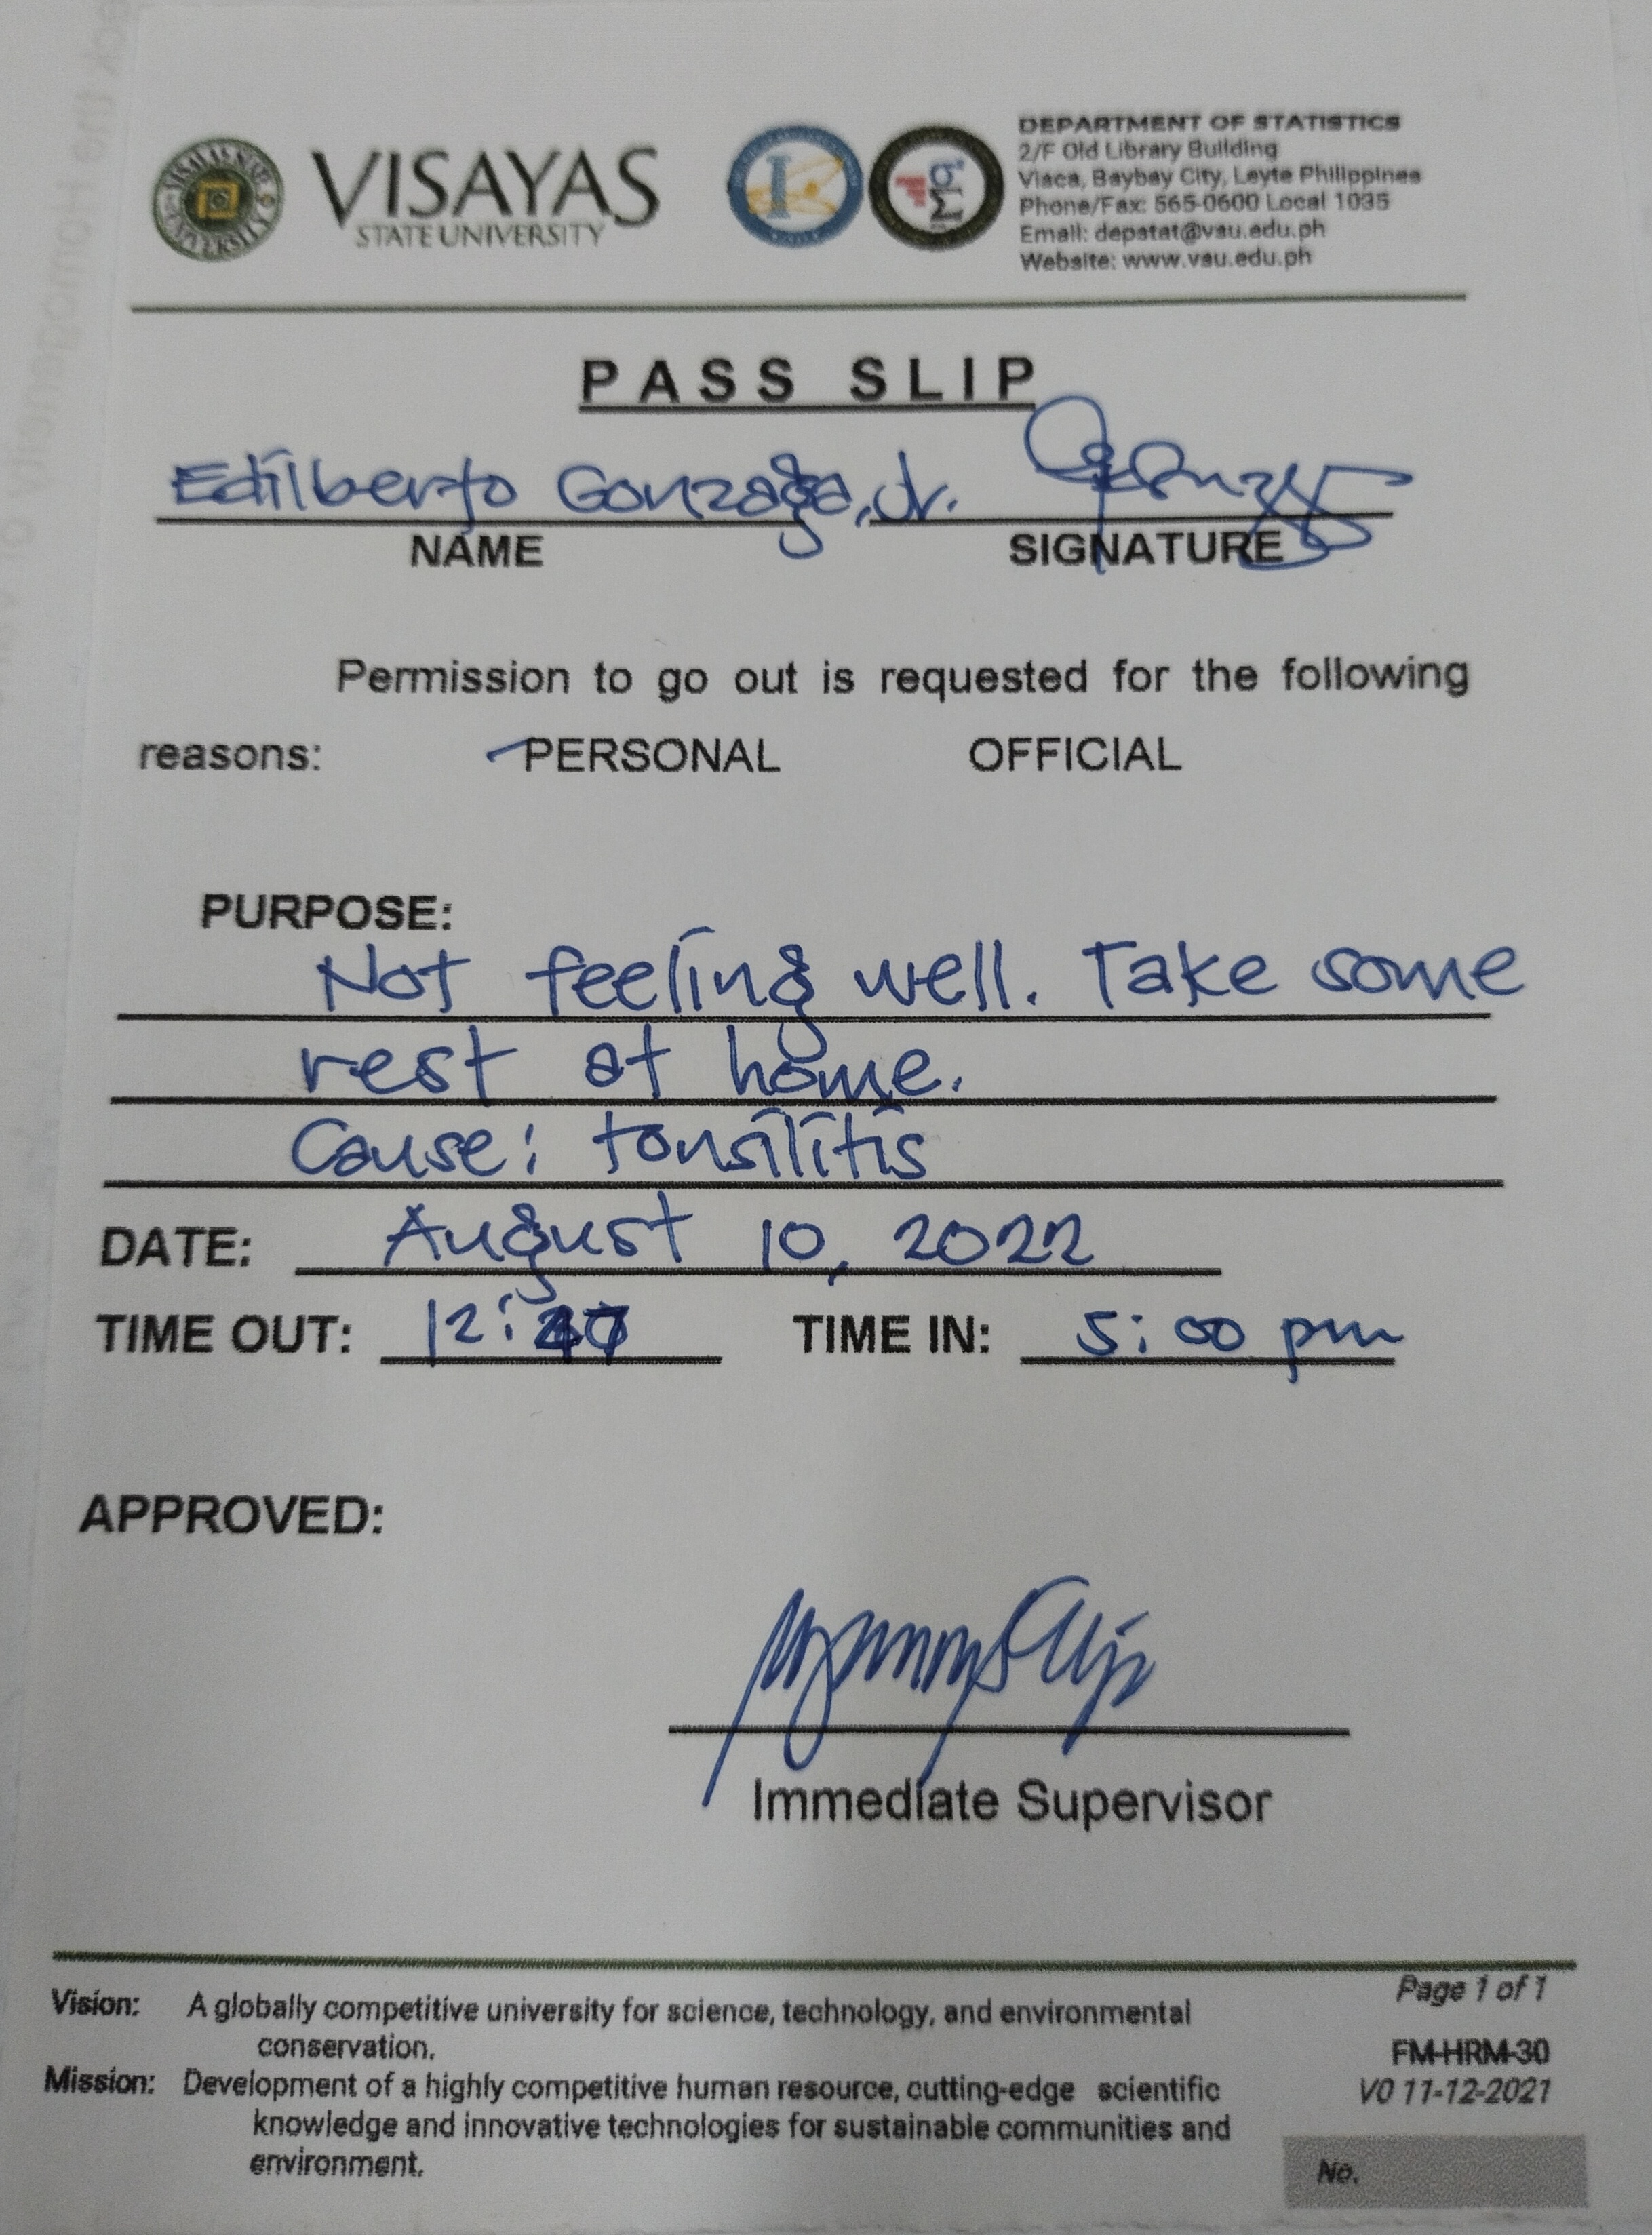 VISAYAS
STATE UNIVERSITY
DEPARTMENT OF STATISTICS
2/F Old Library Building
Visca, Baybay City, Leyte Philippines
Phone/Fax: 565-0600 Local 1035
Email: depstat@vsu.edu.ph
Website: www.vsu.edu.ph
PASS SLIP
Edilberto Gonzaga, Jr.
NAME SIGNATURE
Permission to go out is requested for the following
reasons: PERSONAL OFFICIAL
PURPOSE:
Not feeling well. Take some
rest at home.
Cause: tonsilitis
DATE: August 10, 2022
TIME OUT: TIME IN: 5:00 pm
APPROVED:
Immediate Supervisor
Page 1 of 1
Vision: A globally competitive university for science, technology, and environmental
conservation.
FM-HRM-30
Mission: Development of a highly competitive human resource, cutting-edge scientific
V0 11-12-2021
knowledge and innovative technologies for sustainable communities and
environment.
No.